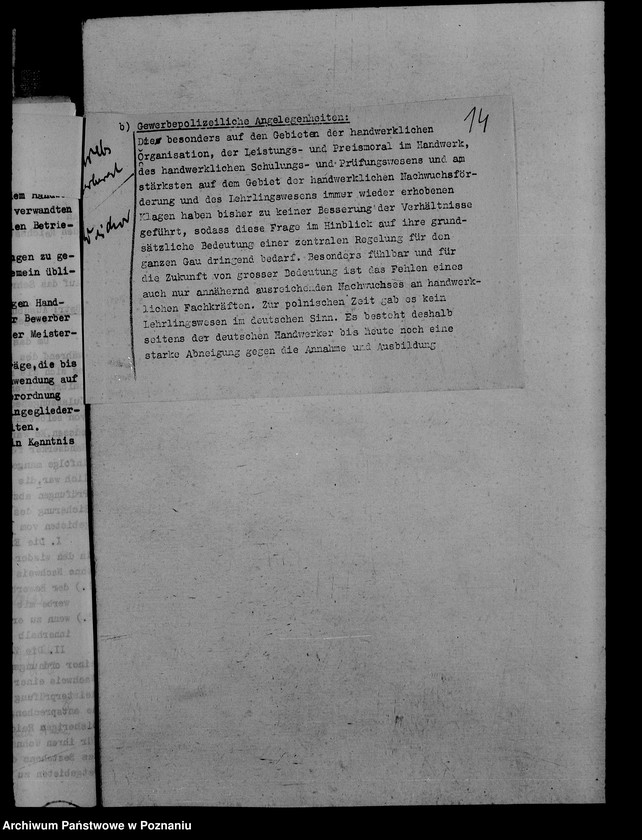 14
b) Gewerbepolizeiliche Angelegenheiten:
Die besonders auf den Gebieten der handwerklichen
Organisation, der Leistungs- und Preismoral im Handwerk,
des handwerklichen Schulungs- und Prüfungswesens und am
stärksten auf dem Gebiet der handwerklichen Nachwuchsför-
derung und des Lehrlingswesens immer wieder erhobenen
Klagen haben bisher zu keiner Besserung der Verhältnisse
geführt, sodass diese Frage im Hinblick auf ihre grund-
sätzliche Bedeutung einer zentralen Regelung für den
ganzen Gau dringend bedarf. Besonders fühlbar und für
die Zukunft von grosser Bedeutung ist das Fehlen eines
auch nur annähernd ausreichenden Nachwuchses an handwerk-
lichen Fachkräften. Zur polnischen Zeit gab es kein
Lehrlingswesen im deutschen Sinn. Es besteht deshalb
seitens der deutschen Handwerker bis heute noch eine
starke Abneigung gegen die Annahme und Ausbildung
verwandten
en Betrie-
ngen zu ge-
emein übli-
gen Hand-
r Bewerber
er Meister-
räge, die bis
wendung auf
rordnung
ngeglieder-
ten.
n Kenntnis
Archiwum Państwowe w Poznaniu